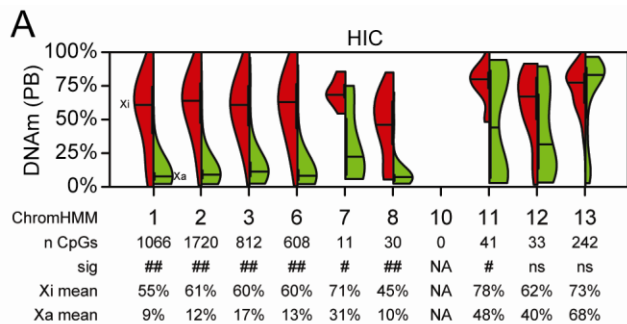 A
HIC
DNAm (PB)
100%
75%
50%
25%
0%
Xi
Xa
ChromHMM 1 2 3 6 7 8 10 11 12 13
n CpGs 1066 1720 812 608 11 30 0 41 33 242
sig ## ## ## ## # ## NA # ns ns
Xi mean 55% 61% 60% 60% 71% 45% NA 78% 62% 73%
Xa mean 9% 12% 17% 13% 31% 10% NA 48% 40% 68%